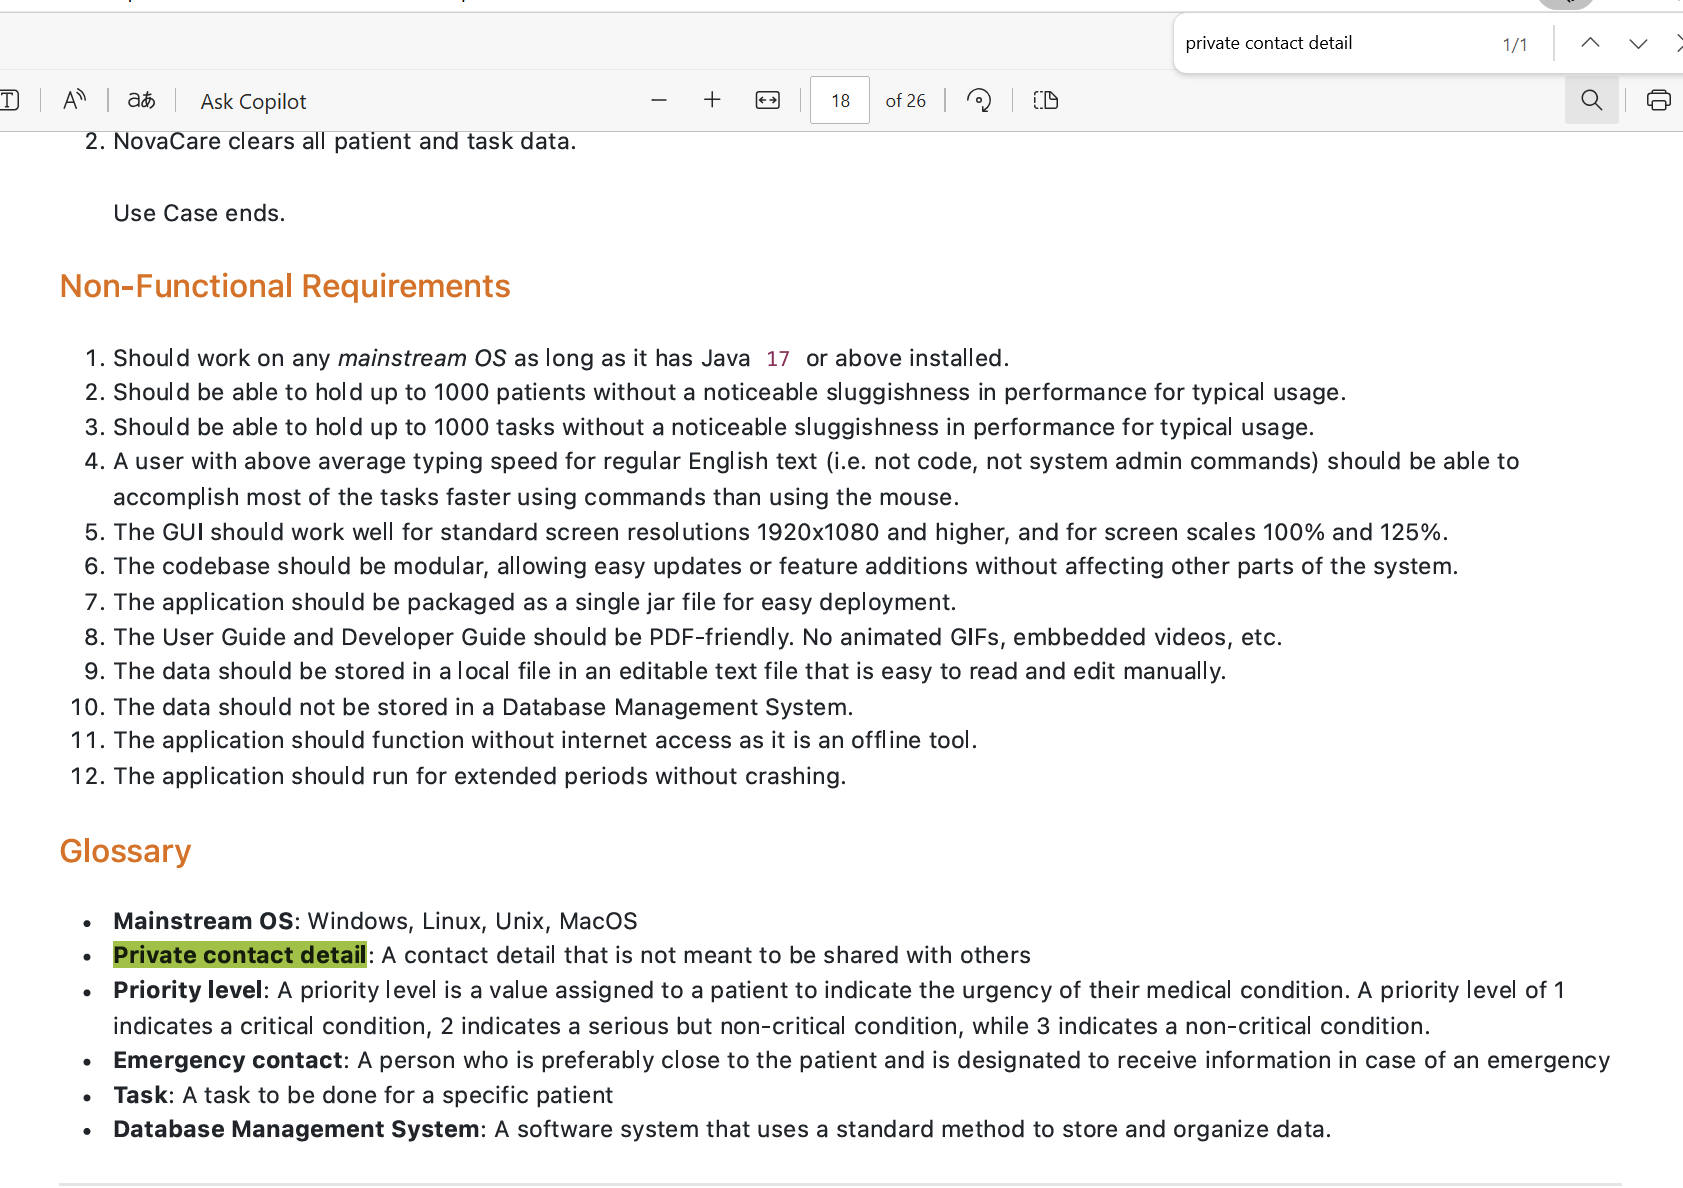 private contact detail
1/1
Ask Copilot
18
of 26
2. NovaCare clears all patient and task data.
Use Case ends.
Non-Functional Requirements
1. Should work on any mainstream OS as long as it has Java 17 or above installed.
2. Should be able to hold up to 1000 patients without a noticeable sluggishness in performance for typical usage.
3. Should be able to hold up to 1000 tasks without a noticeable sluggishness in performance for typical usage.
4. A user with above average typing speed for regular English text (i.e. not code, not system admin commands) should be able to
accomplish most of the tasks faster using commands than using the mouse.
5. The GUI should work well for standard screen resolutions 1920x1080 and higher, and for screen scales 100% and 125%.
6. The codebase should be modular, allowing easy updates or feature additions without affecting other parts of the system.
7. The application should be packaged as a single jar file for easy deployment.
8. The User Guide and Developer Guide should be PDF-friendly. No animated GIFs, embbedded videos, etc.
9. The data should be stored in a local file in an editable text file that is easy to read and edit manually.
10. The data should not be stored in a Database Management System.
11. The application should function without internet access as it is an offline tool.
12. The application should run for extended periods without crashing.
Glossary
• Mainstream OS: Windows, Linux, Unix, MacOS
• Private contact detail: A contact detail that is not meant to be shared with others
• Priority level: A priority level is a value assigned to a patient to indicate the urgency of their medical condition. A priority level of 1
indicates a critical condition, 2 indicates a serious but non-critical condition, while 3 indicates a non-critical condition.
• Emergency contact: A person who is preferably close to the patient and is designated to receive information in case of an emergency
• Task: A task to be done for a specific patient
• Database Management System: A software system that uses a standard method to store and organize data.